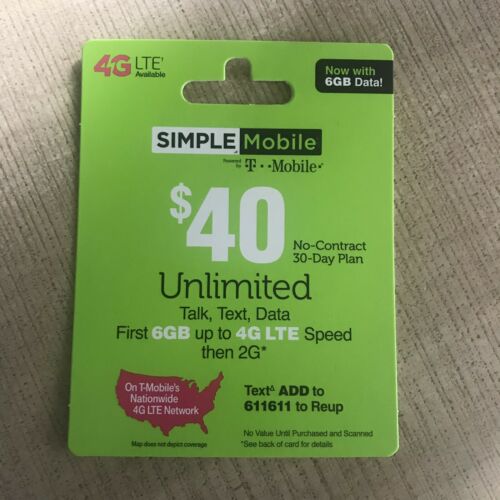 4G LTE†
Available
Now with
6GB Data!
SIMPLE Mobile
Powered
by T··Mobile·
$40
No-Contract
30-Day Plan
Unlimited
Talk, Text, Data
First 6GB up to 4G LTE Speed
then 2G*
On T-Mobile's
Nationwide
4G LTE Network
Map does not depict coverage
Text∆ ADD to
611611 to Reup
No Value Until Purchased and Scanned
*See back of card for details